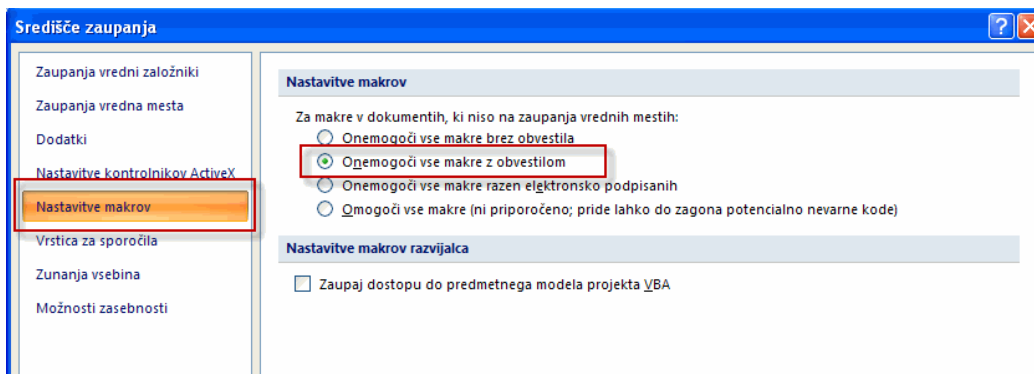 Središče zaupanja
Zaupanja vredni založniki
Zaupanja vredna mesta
Dodatki
Nastavitve kontrolnikov ActiveX
Nastavitve makrov
Vrstica za sporočila
Zunanja vsebina
Možnosti zasebnosti
Nastavitve makrov
Za makre v dokumentih, ki niso na zaupanja vrednih mestih:
Onemogoči vse makre brez obvestila
Onemogoči vse makre z obvestilom
Onemogoči vse makre razen elektronsko podpisanih
Omogoči vse makre (ni priporočeno; pride lahko do zagona potencialno nevarne kode)
Nastavitve makrov razvijalca
Zaupaj dostopu do predmetnega modela projekta VBA